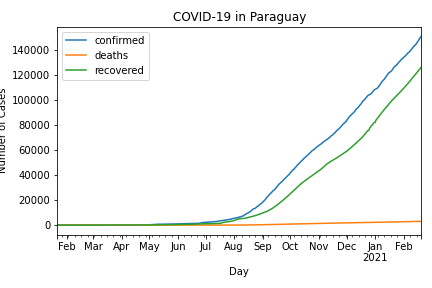 COVID-19 in Paraguay
confirmed
deaths
recovered
140000
120000
100000
80000
60000
40000
20000
0
Number of Cases
Feb Mar Apr May Jun Jul Aug Sep Oct Nov Dec Jan Feb
2021
Day